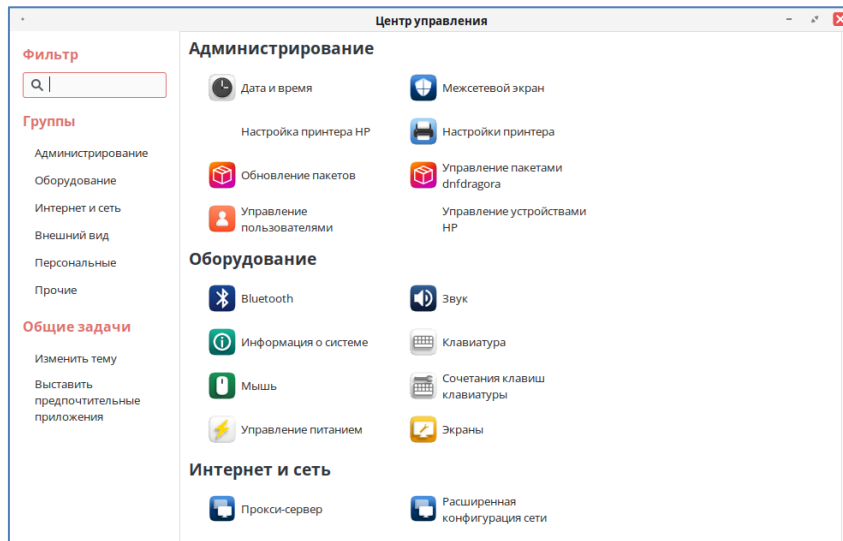 Центр управления
Фильтр
Группы
Администрирование
Оборудование
Интернет и сеть
Внешний вид
Персональные
Прочие
Общие задачи
Изменить тему
Выставить
предпочтительные
приложения
Администрирование
Дата и время
Межсетевой экран
Настройка принтера HP
Настройки принтера
Обновление пакетов
Управление пакетами
dnfdragora
Управление
пользователями
Управление устройствами
HP
Оборудование
Bluetooth
Звук
Информация о системе
Клавиатура
Мышь
Сочетания клавиш
клавиатуры
Управление питанием
Экраны
Интернет и сеть
Прокси-сервер
Расширенная
конфигурация сети